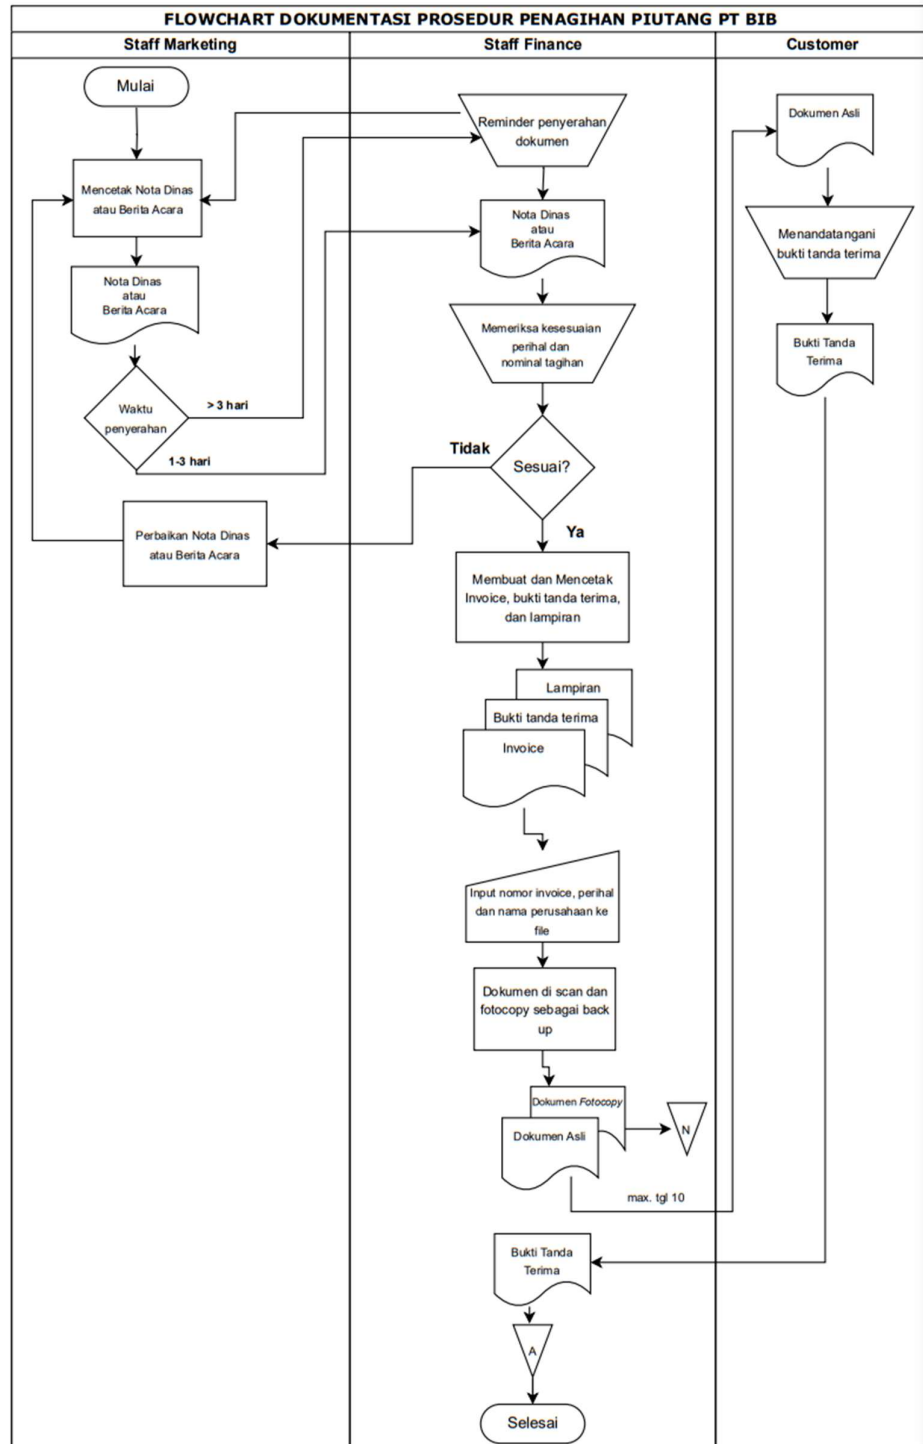 FLOWCHART DOKUMENTASI PROSEDUR PENAGIHAN PIUTANG PT BIB
Staff Marketing
Staff Finance
Customer
Mulai
Mencetak Nota Dinas
atau Berita Acara
Nota Dinas
atau
Berita Acara
Waktu
penyerahan
> 3 hari
1-3 hari
Perbaikan Nota Dinas
atau Berita Acara
Reminder penyerahan
dokumen
Nota Dinas
atau
Berita Acara
Memeriksa kesesuaian
perihal dan
nominal tagihan
Tidak
Sesuai?
Ya
Membuat dan Mencetak
Invoice, bukti tanda terima,
dan lampiran
Lampiran
Bukti tanda terima
Invoice
Input nomor invoice, perihal
dan nama perusahaan ke
file
Dokumen di scan dan
fotocopy sebagai back
up
Dokumen Fotocopy
Dokumen Asli
N
max. tgl 10
Bukti Tanda
Terima
A
Selesai
Dokumen Asli
Menandatangani
bukti tanda terima
Bukti Tanda
Terima